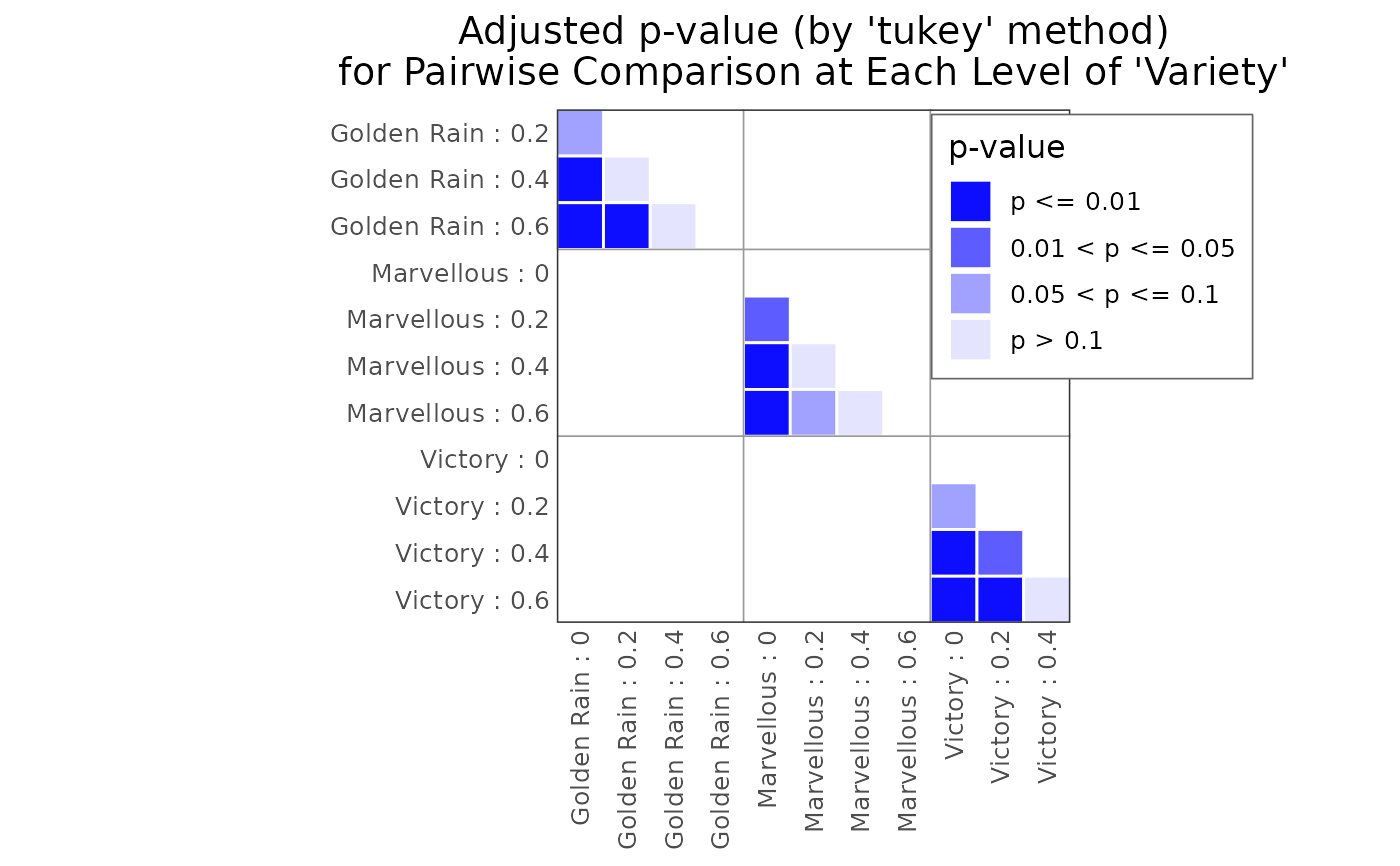 Adjusted p-value (by 'tukey' method)
for Pairwise Comparison at Each Level of 'Variety'
Golden Rain : 0.2
Golden Rain : 0.4
Golden Rain : 0.6
Marvellous : 0
Marvellous : 0.2
Marvellous : 0.4
Marvellous : 0.6
Victory : 0
Victory : 0.2
Victory : 0.4
Victory : 0.6
p-value
p <= 0.01
0.01 < p <= 0.05
0.05 < p <= 0.1
p > 0.1
Golden Rain : 0
Golden Rain : 0.2
Golden Rain : 0.4
Golden Rain : 0.6
Marvellous : 0
Marvellous : 0.2
Marvellous : 0.4
Marvellous : 0.6
Victory : 0
Victory : 0.2
Victory : 0.4